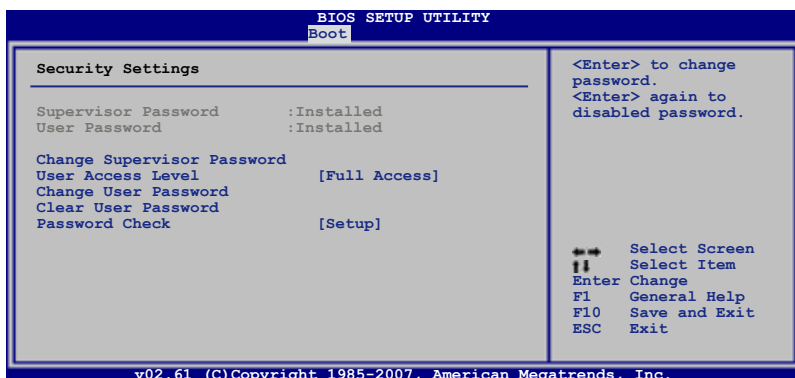 BIOS SETUP UTILITY
Boot
Security Settings
Supervisor Password :Installed
User Password :Installed
Change Supervisor Password
User Access Level [Full Access]
Change User Password
Clear User Password
Password Check [Setup]
<Enter> to change
password.
<Enter> again to
disabled password.
Select Screen
Select Item
Enter Change
F1 General Help
F10 Save and Exit
ESC Exit
v02.61 (C)Copyright 1985-2007, American Megatrends, Inc.